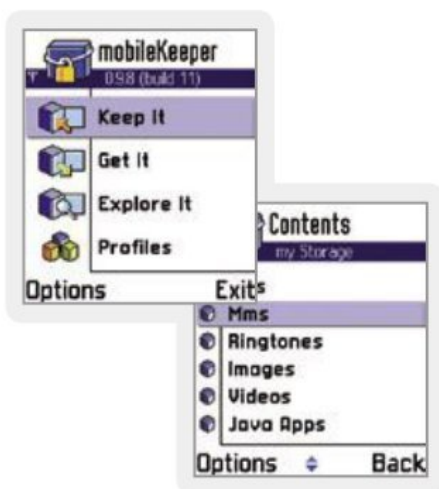 mobileKeeper
0.9.8 (build 11)
Keep It
Get It
Explore It
Profiles
Options Exit
Contents
my Storage
s
Mms
Ringtones
Images
Videos
Java Apps
Options Back